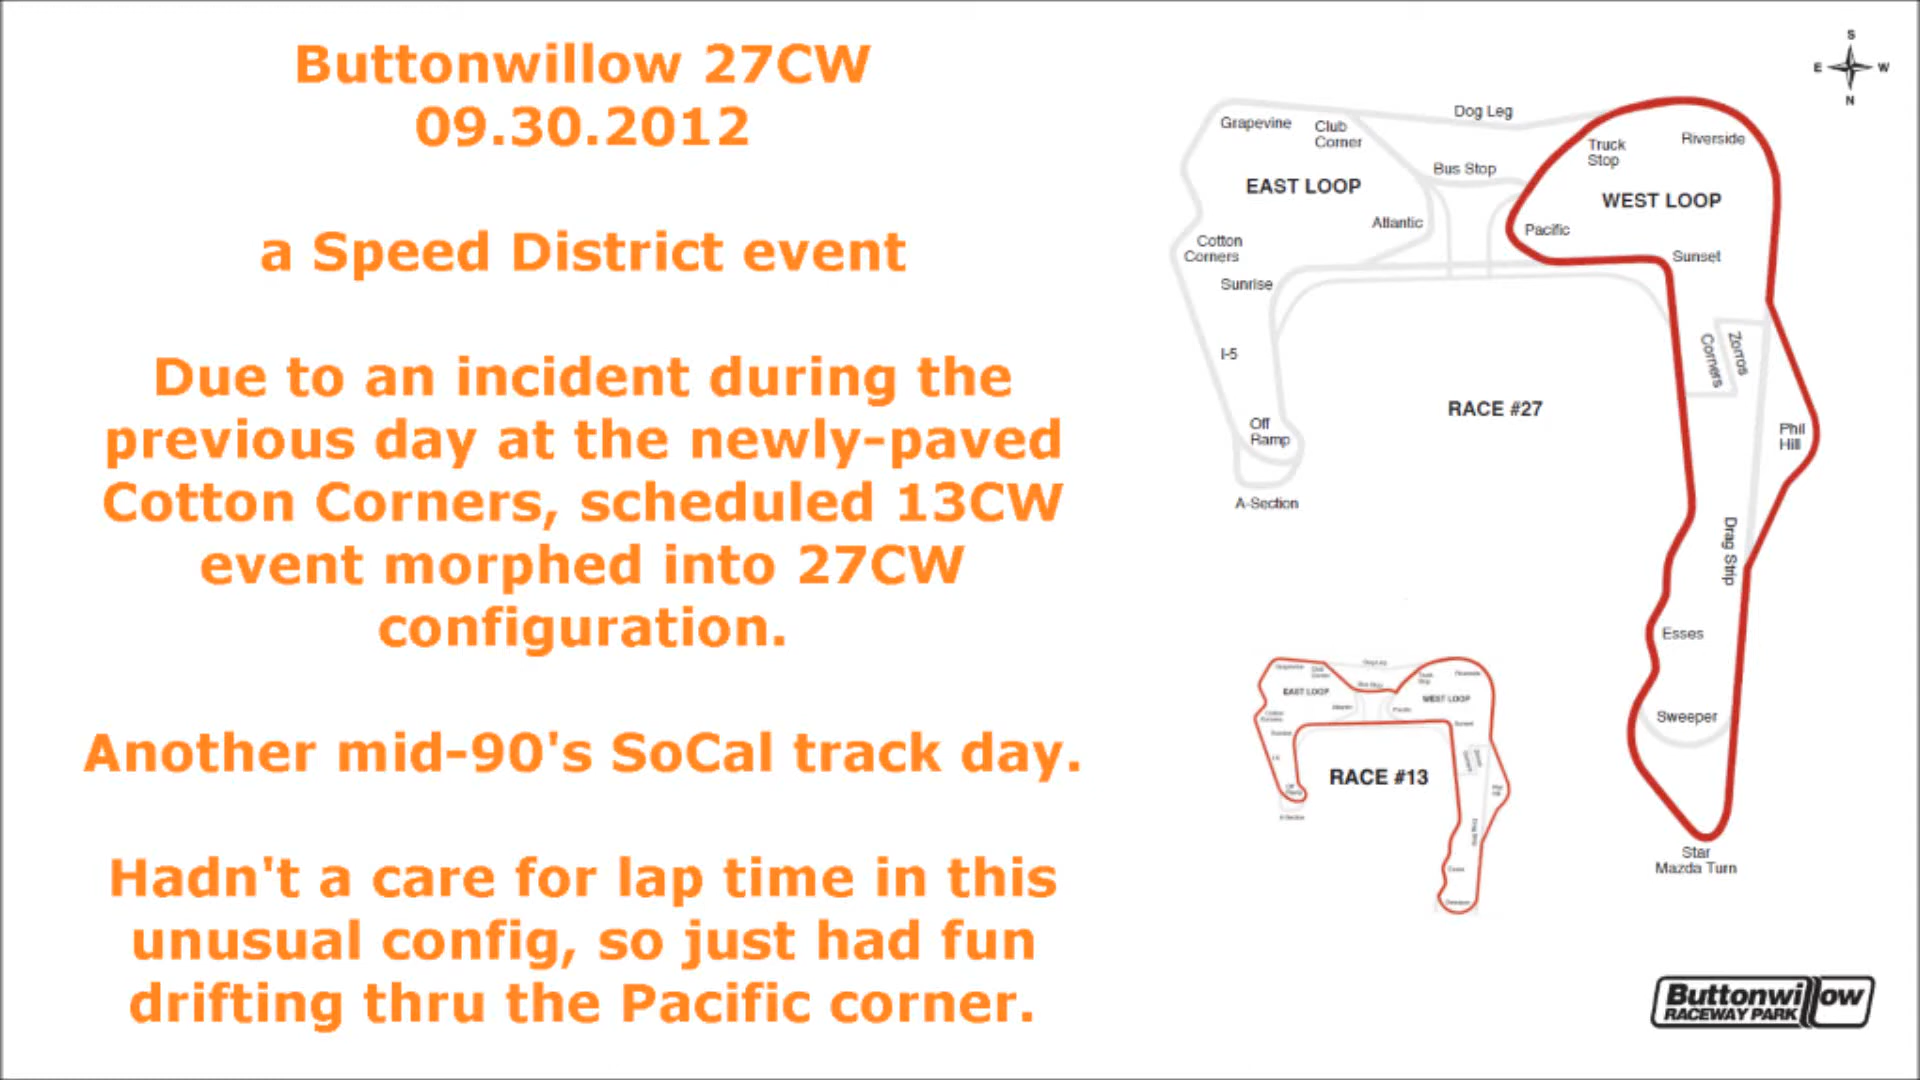 Buttonwillow 27CW
09.30.2012
a Speed District event
Due to an incident during the
previous day at the newly-paved
Cotton Corners, scheduled 13CW
event morphed into 27CW
configuration.
Another mid-90's SoCal track day.
Hadn't a care for lap time in this
unusual config, so just had fun
drifting thru the Pacific corner.
S
E
W
N
Grapevine
Club
Corner
Dog Leg
Truck
Stop
Riverside
EAST LOOP
Bus Stop
WEST LOOP
Atlantic
Pacific
Cotton
Corners
Sunset
Sunrise
Zorros
Corners
I-5
RACE #27
Off
Ramp
Phil
Hill
A-Section
Drag Strip
Esses
Sweeper
Star
Mazda Turn
EAST LOOP
WEST LOOP
RACE #13
Buttonwillow
RACEWAY PARK